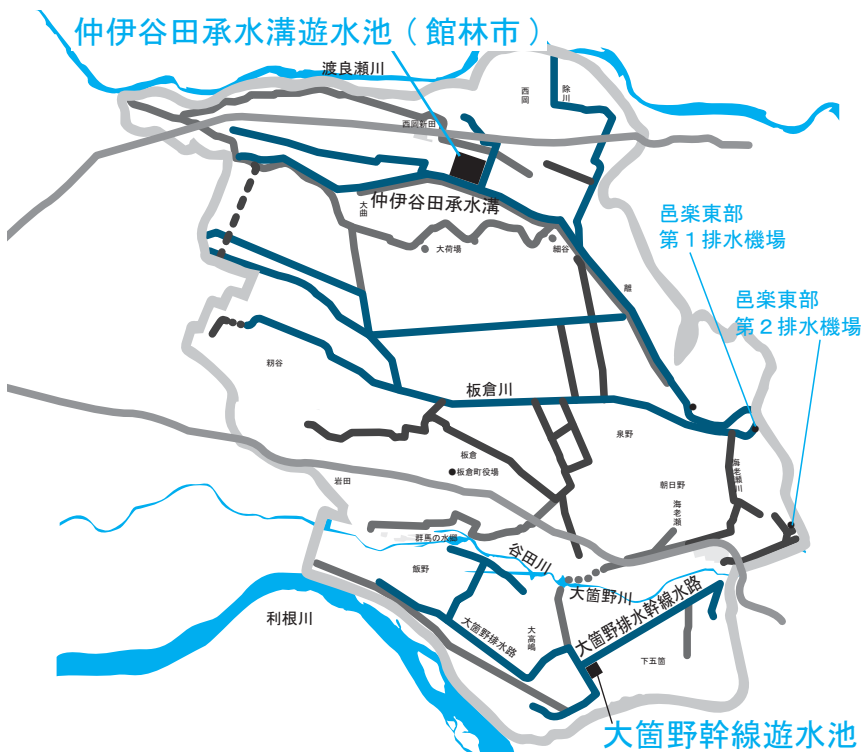 仲伊谷田承水溝遊水池（館林市）
渡良瀬川
西岡
除川
西岡新田
仲伊谷田承水溝
大曲
大荷場
細谷
離
邑楽東部
第1排水機場
邑楽東部
第2排水機場
籾谷
板倉川
泉野
板倉
板倉町役場
岩田
朝日野
海老瀬川
海老瀬
群馬の水郷
谷田川
飯野
大箇野川
利根川
大箇野排水路
大高嶋
大箇野排水幹線水路
下五箇
大箇野幹線遊水池